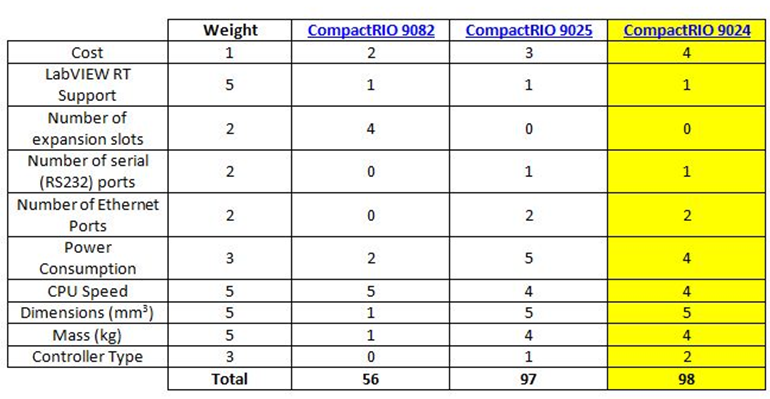 Weight CompactRIO 9082 CompactRIO 9025 CompactRIO 9024
Cost 1 2 3 4
LabVIEW RT
Support 5 1 1 1
Number of
expansion slots 2 4 0 0
Number of serial
(RS232) ports 2 0 1 1
Number of Ethernet
Ports 2 0 2 2
Power
Consumption 3 2 5 4
CPU Speed 5 5 4 4
Dimensions (mm³) 5 1 5 5
Mass (kg) 5 1 4 4
Controller Type 3 0 1 2
Total 56 97 98